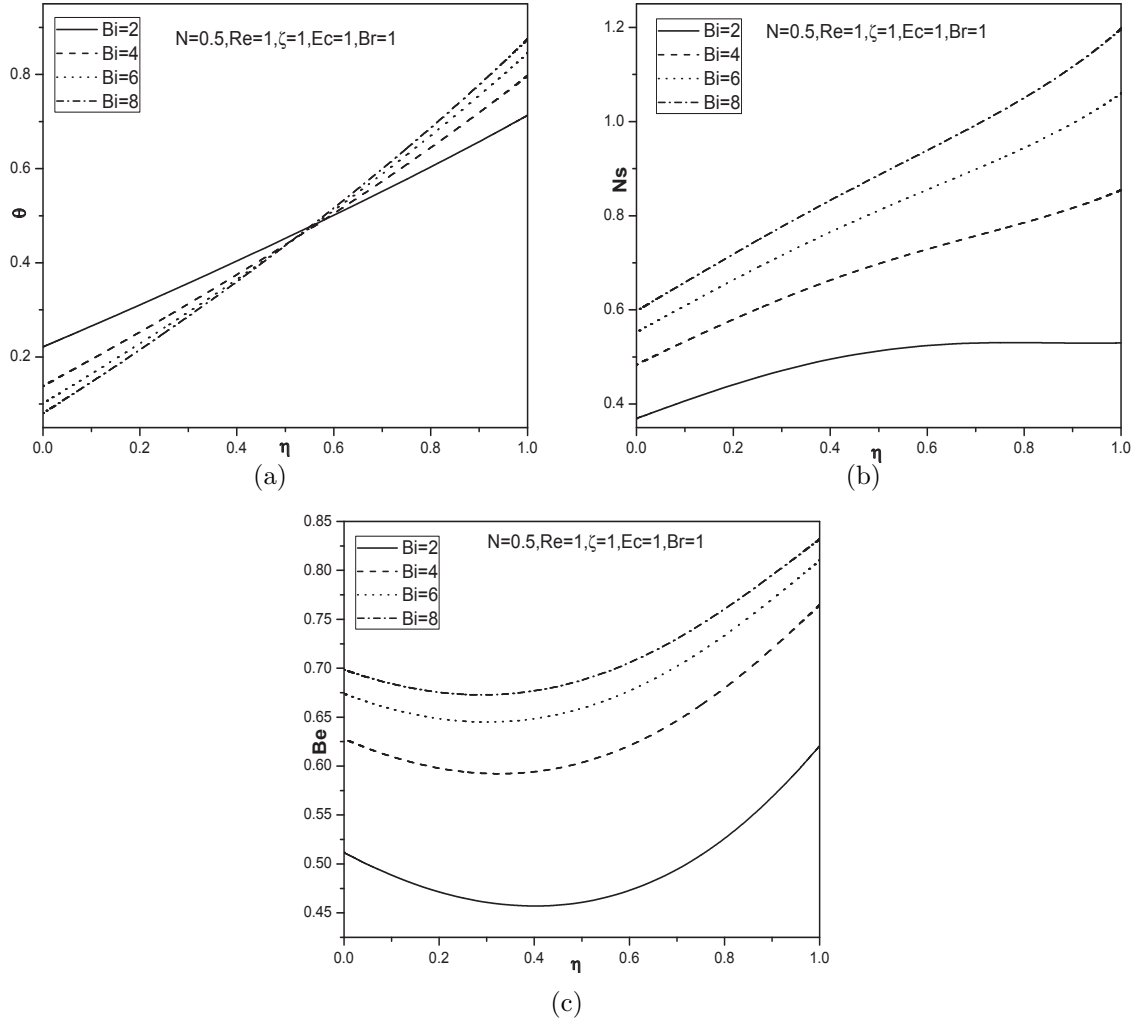 Bi=2
Bi=4
Bi=6
Bi=8
N=0.5,Re=1,ζ=1,Ec=1,Br=1
θ
0.8
0.6
0.4
0.2
0.0 0.2 0.4 0.6 0.8 1.0
η
(a)
Bi=2
Bi=4
Bi=6
Bi=8
N=0.5,Re=1,ζ=1,Ec=1,Br=1
Ns
1.2
1.0
0.8
0.6
0.4
0.0 0.2 0.4 0.6 0.8 1.0
η
(b)
Bi=2
Bi=4
Bi=6
Bi=8
N=0.5,Re=1,ζ=1,Ec=1,Br=1
Be
0.85
0.80
0.75
0.70
0.65
0.60
0.55
0.50
0.45
0.0 0.2 0.4 0.6 0.8 1.0
η
(c)